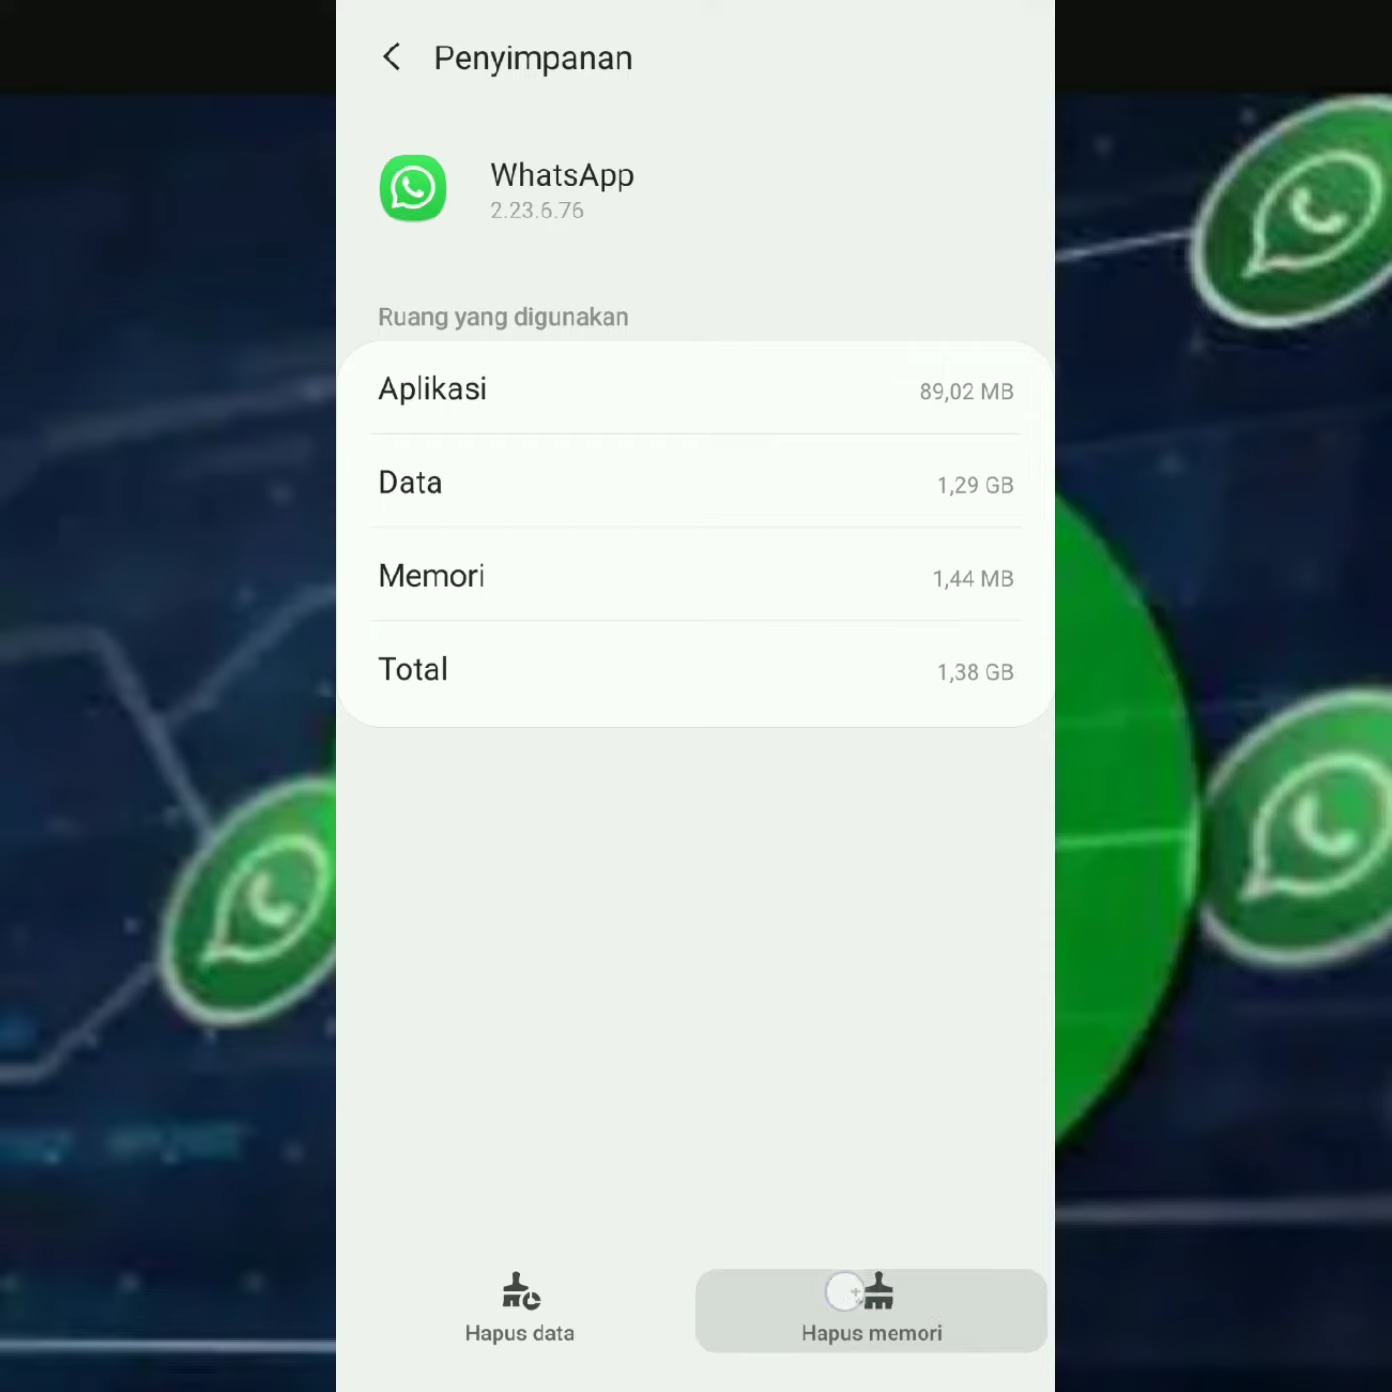 Penyimpanan
WhatsApp
2.23.6.76
Ruang yang digunakan
Aplikasi 89,02 MB
Data 1,29 GB
Memori 1,44 MB
Total 1,38 GB
Hapus data Hapus memori